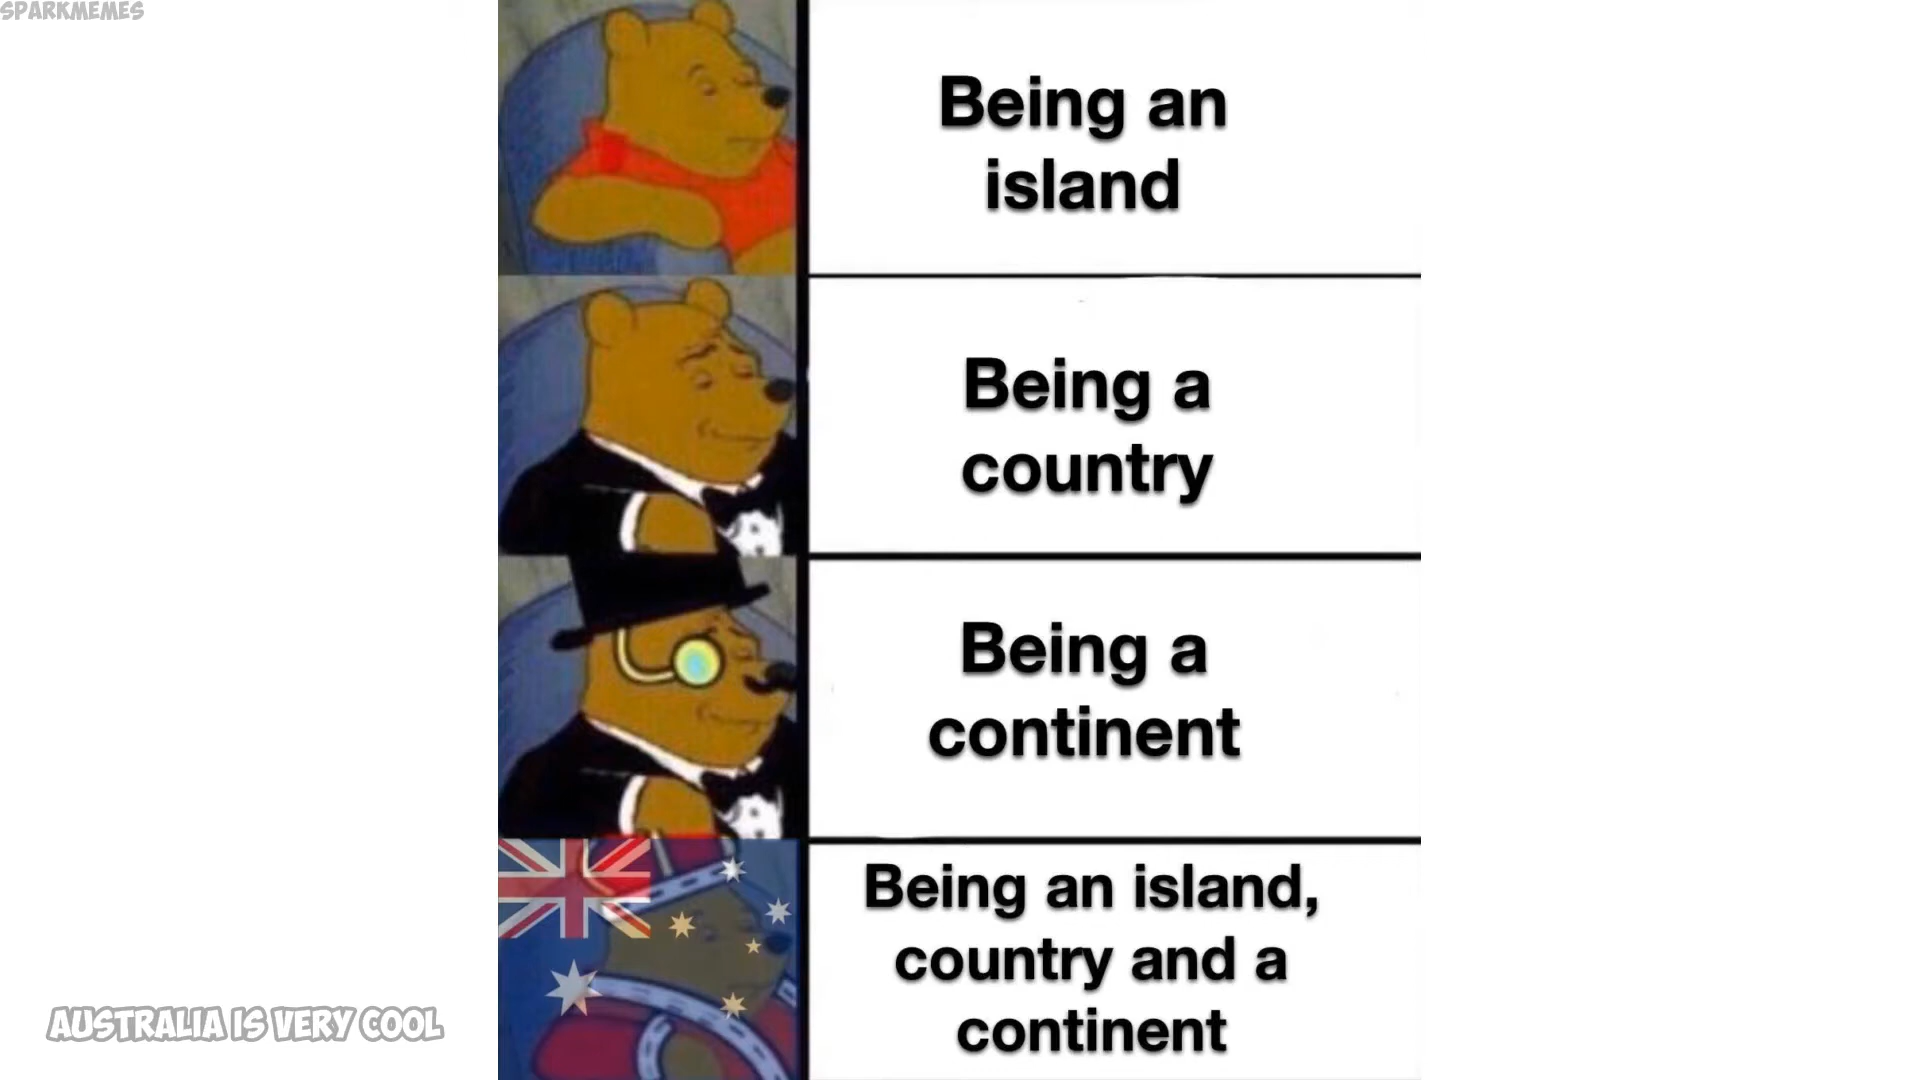 SPARKMEMES
Being an
island
Being a
country
Being a
continent
Being an island,
country and a
continent
AUSTRALIA IS VERY COOL